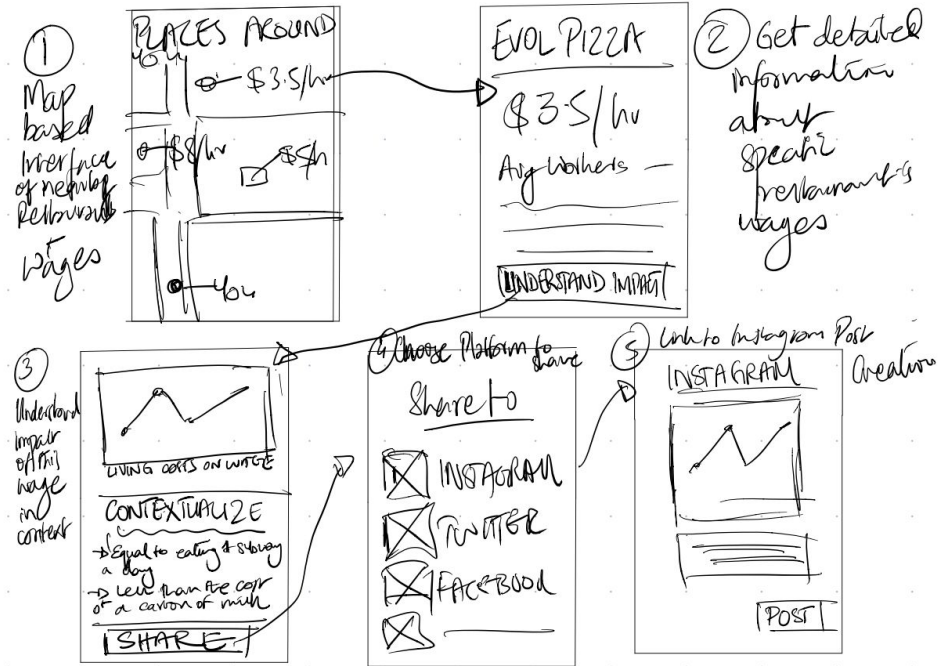 1
Map
based
Interface
of nearby
Restaurants
+
Wages
PLACES AROUND
YOU
$3.5/hr
$8/hr
$5/h
You
EVOL PIZZA
$3.5/hr
Avg Workers
UNDERSTAND IMPACT
2 Get detailed
information
about
specific
restaurant's
wages
3
Understand
impact
of this
wage
in
context
LIVING COSTS ON WAGE
CONTEXTUALIZE
→ Equal to eating 1
a day
→ Less than the cost
of a carton of milk
SHARE
4 Choose Platform to
share
Share to
INSTAGRAM
TWITTER
FACEBOOK
5 Link to Instagram Post
Creation
INSTAGRAM
POST